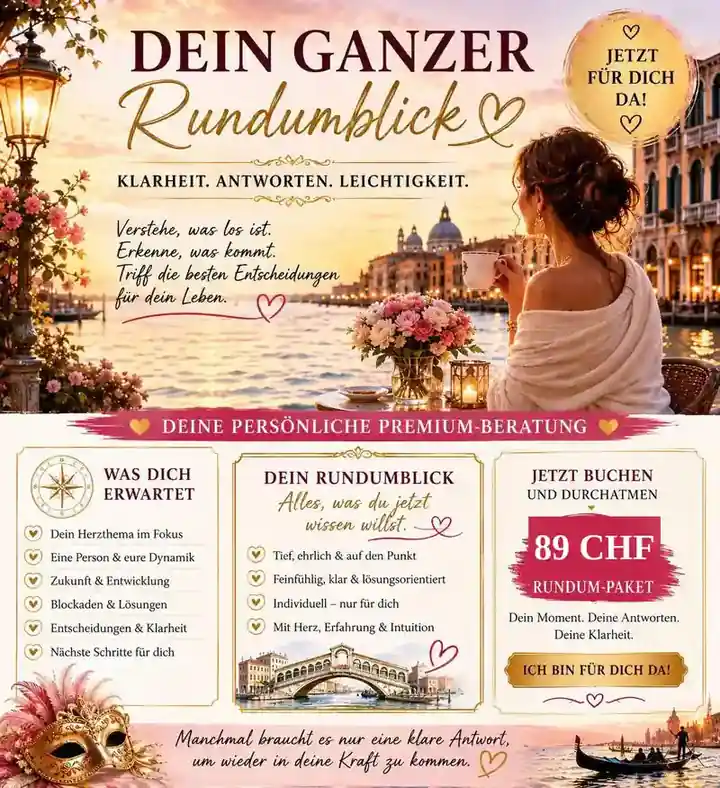 DEIN GANZER
Rundumblick
JETZT
FÜR DICH
DA!
KLARHEIT. ANTWORTEN. LEICHTIGKEIT.
Verstehe, was los ist.
Erkenne, was kommt.
Triff die besten Entscheidungen
für dein Leben.
DEINE PERSÖNLICHE PREMIUM-BERATUNG
WAS DICH
ERWARTET
Dein Herzthema im Fokus
Eine Person & eure Dynamik
Zukunft & Entwicklung
Blockaden & Lösungen
Entscheidungen & Klarheit
Nächste Schritte für dich
DEIN RUNDUMBLICK
Alles, was du jetzt
wissen willst.
Tief, ehrlich & auf den Punkt
Feinfühlig, klar & lösungsorientiert
Individuell – nur für dich
Mit Herz, Erfahrung & Intuition
JETZT BUCHEN
UND DURCHATMEN
89 CHF
RUNDUM-PAKET
Dein Moment. Deine Antworten.
Deine Klarheit.
ICH BIN FÜR DICH DA!
Manchmal braucht es nur eine klare Antwort,
um wieder in deine Kraft zu kommen.